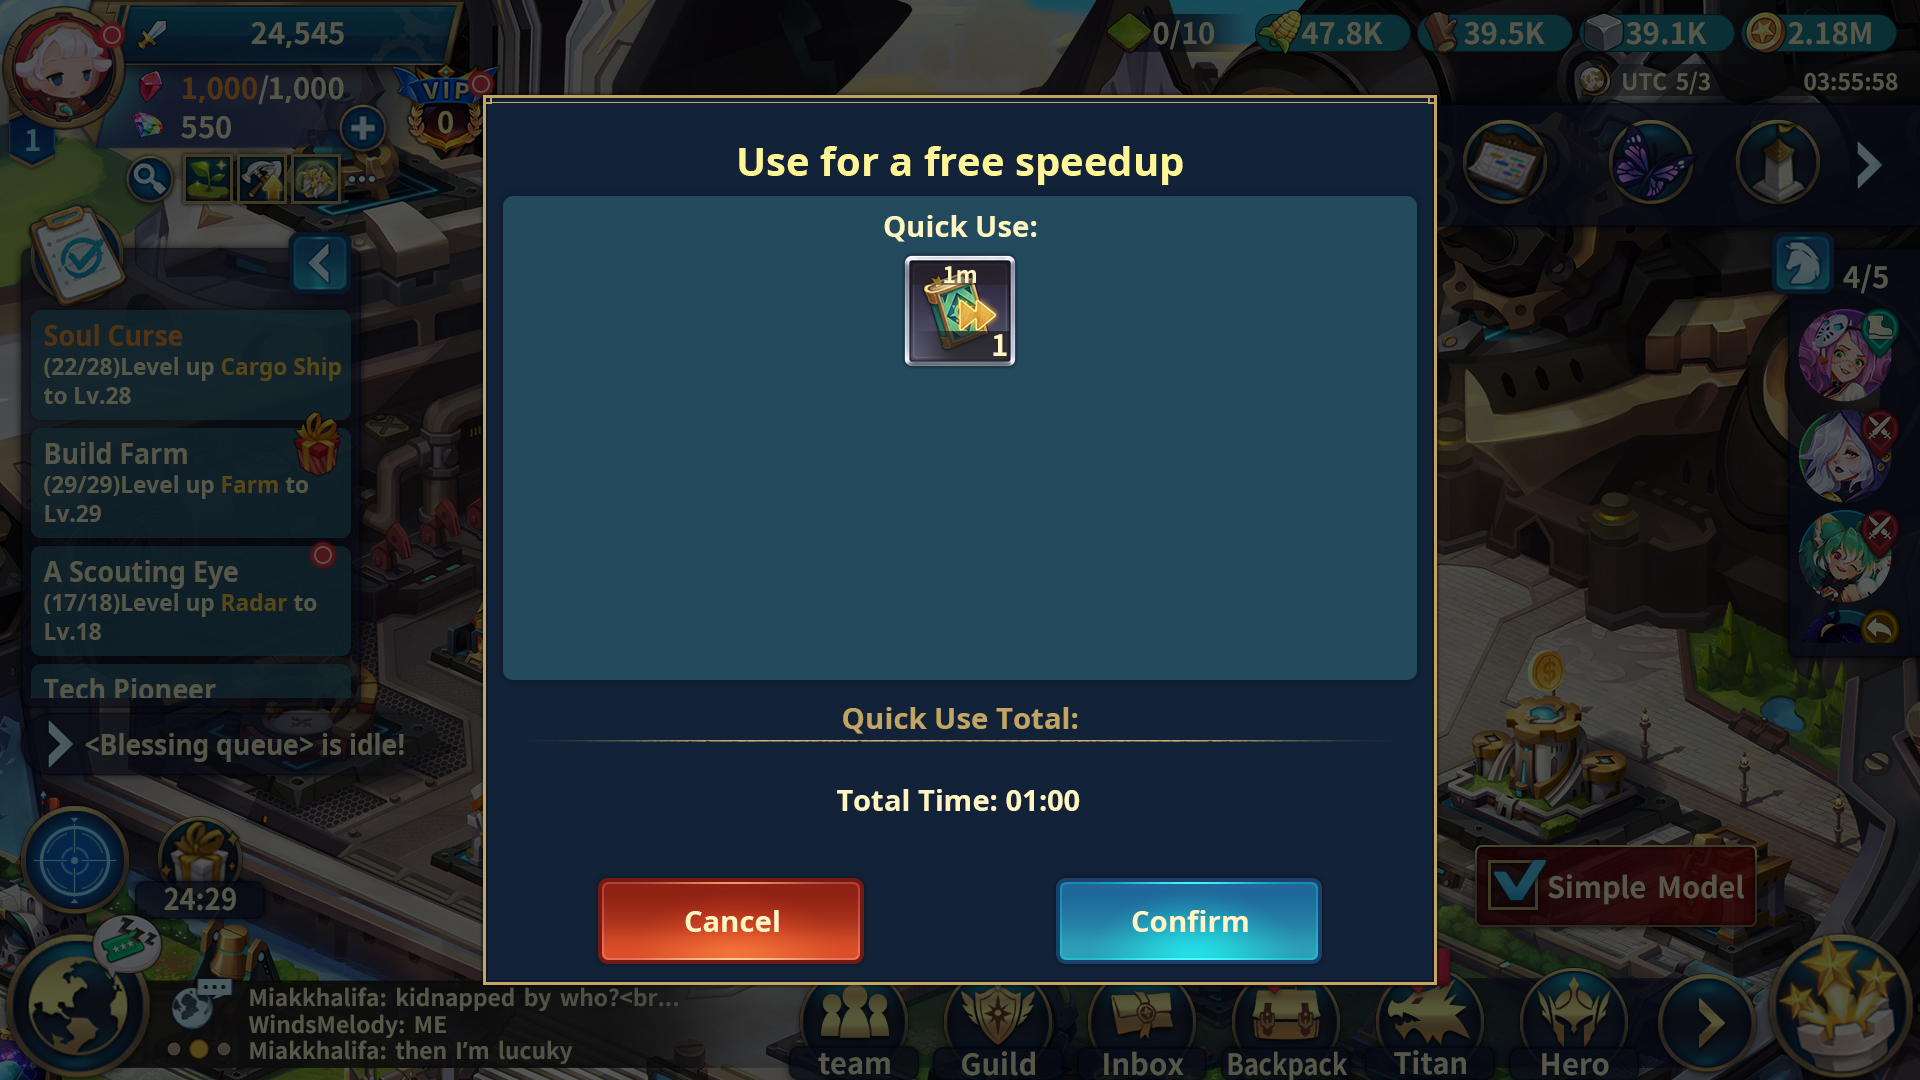 24,545
1,000/1,000
550
1
VIP
0
0/10
47.8K
39.5K
39.1K
2.18M
UTC 5/3
03:55:58
Use for a free speedup
Quick Use:
1m
1
Quick Use Total:
Total Time: 01:00
Cancel
Confirm
Soul Curse
(22/28)Level up Cargo Ship
to Lv.28
Build Farm
(29/29)Level up Farm to
Lv.29
A Scouting Eye
(17/18)Level up Radar to
Lv.18
Tech Pioneer
<Blessing queue> is idle!
24:29
4/5
Simple Model
Miakkhalifa: kidnapped by who?<br...
WindsMelody: ME
Miakkhalifa: then I'm lucuky
team
Guild
Inbox
Backpack
Titan
Hero